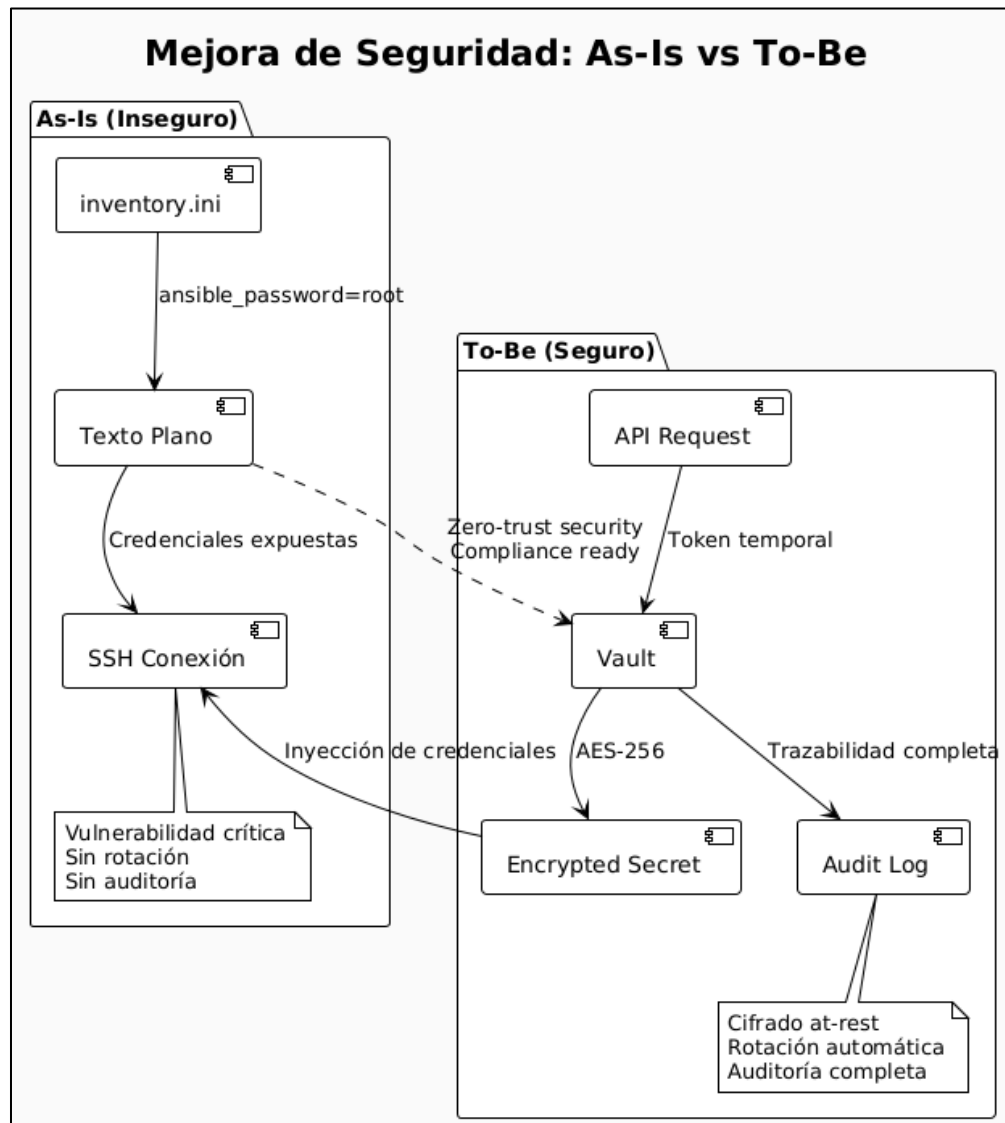 Mejora de Seguridad: As-Is vs To-Be
As-Is (Inseguro)
inventory.ini
ansible_password=root
Texto Plano
Credenciales expuestas
SSH Conexión
Vulnerabilidad crítica
Sin rotación
Sin auditoría
To-Be (Seguro)
API Request
Zero-trust security
Compliance ready
Token temporal
Vault
Inyección de credenciales
AES-256
Trazabilidad completa
Encrypted Secret
Audit Log
Cifrado at-rest
Rotación automática
Auditoría completa